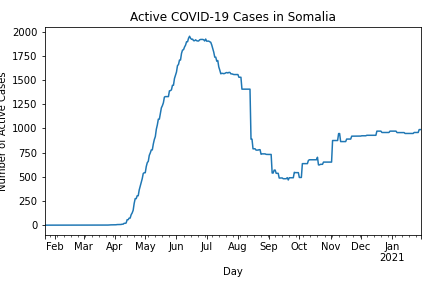 Active COVID-19 Cases in Somalia
Number of Active Cases
2000
1750
1500
1250
1000
750
500
250
0
Feb Mar Apr May Jun Jul Aug Sep Oct Nov Dec Jan
2021
Day